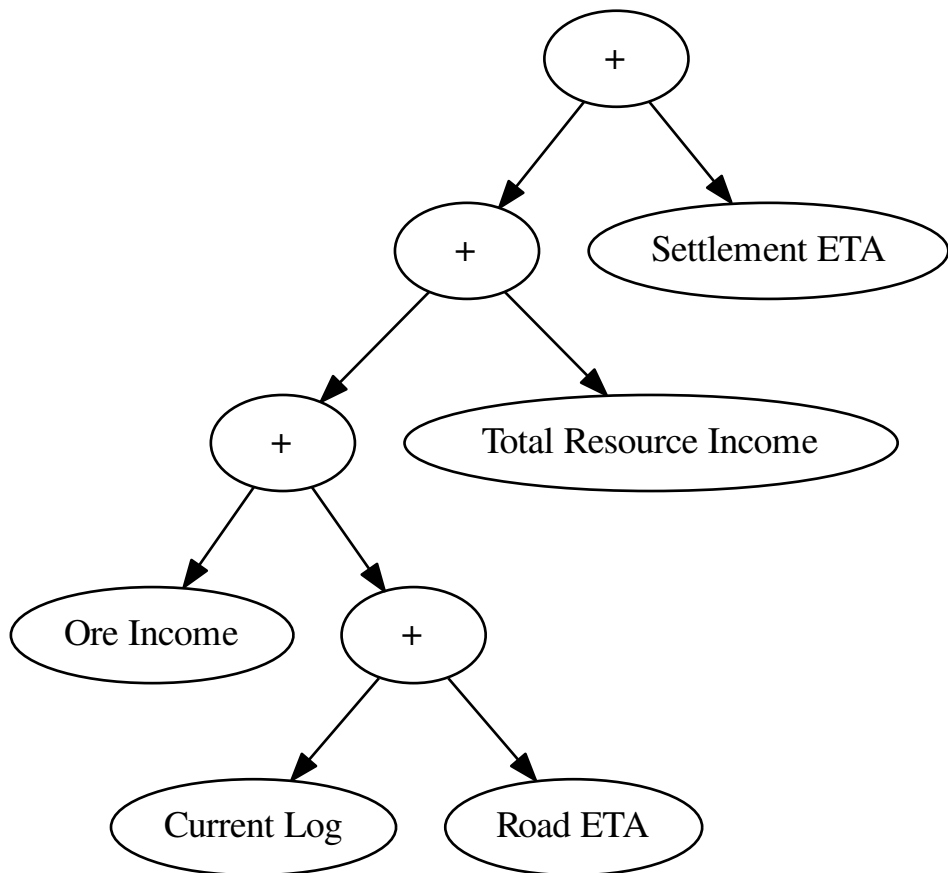 +
+
Settlement ETA
+
Total Resource Income
Ore Income
+
Current Log
Road ETA